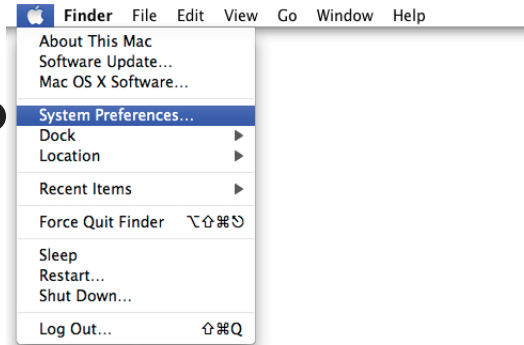 Finder File Edit View Go Window Help
About This Mac
Software Update...
Mac OS X Software...
System Preferences...
Dock
Location
Recent Items
Force Quit Finder ⌥⇧⌘⎋
Sleep
Restart...
Shut Down...
Log Out... ⇧⌘Q